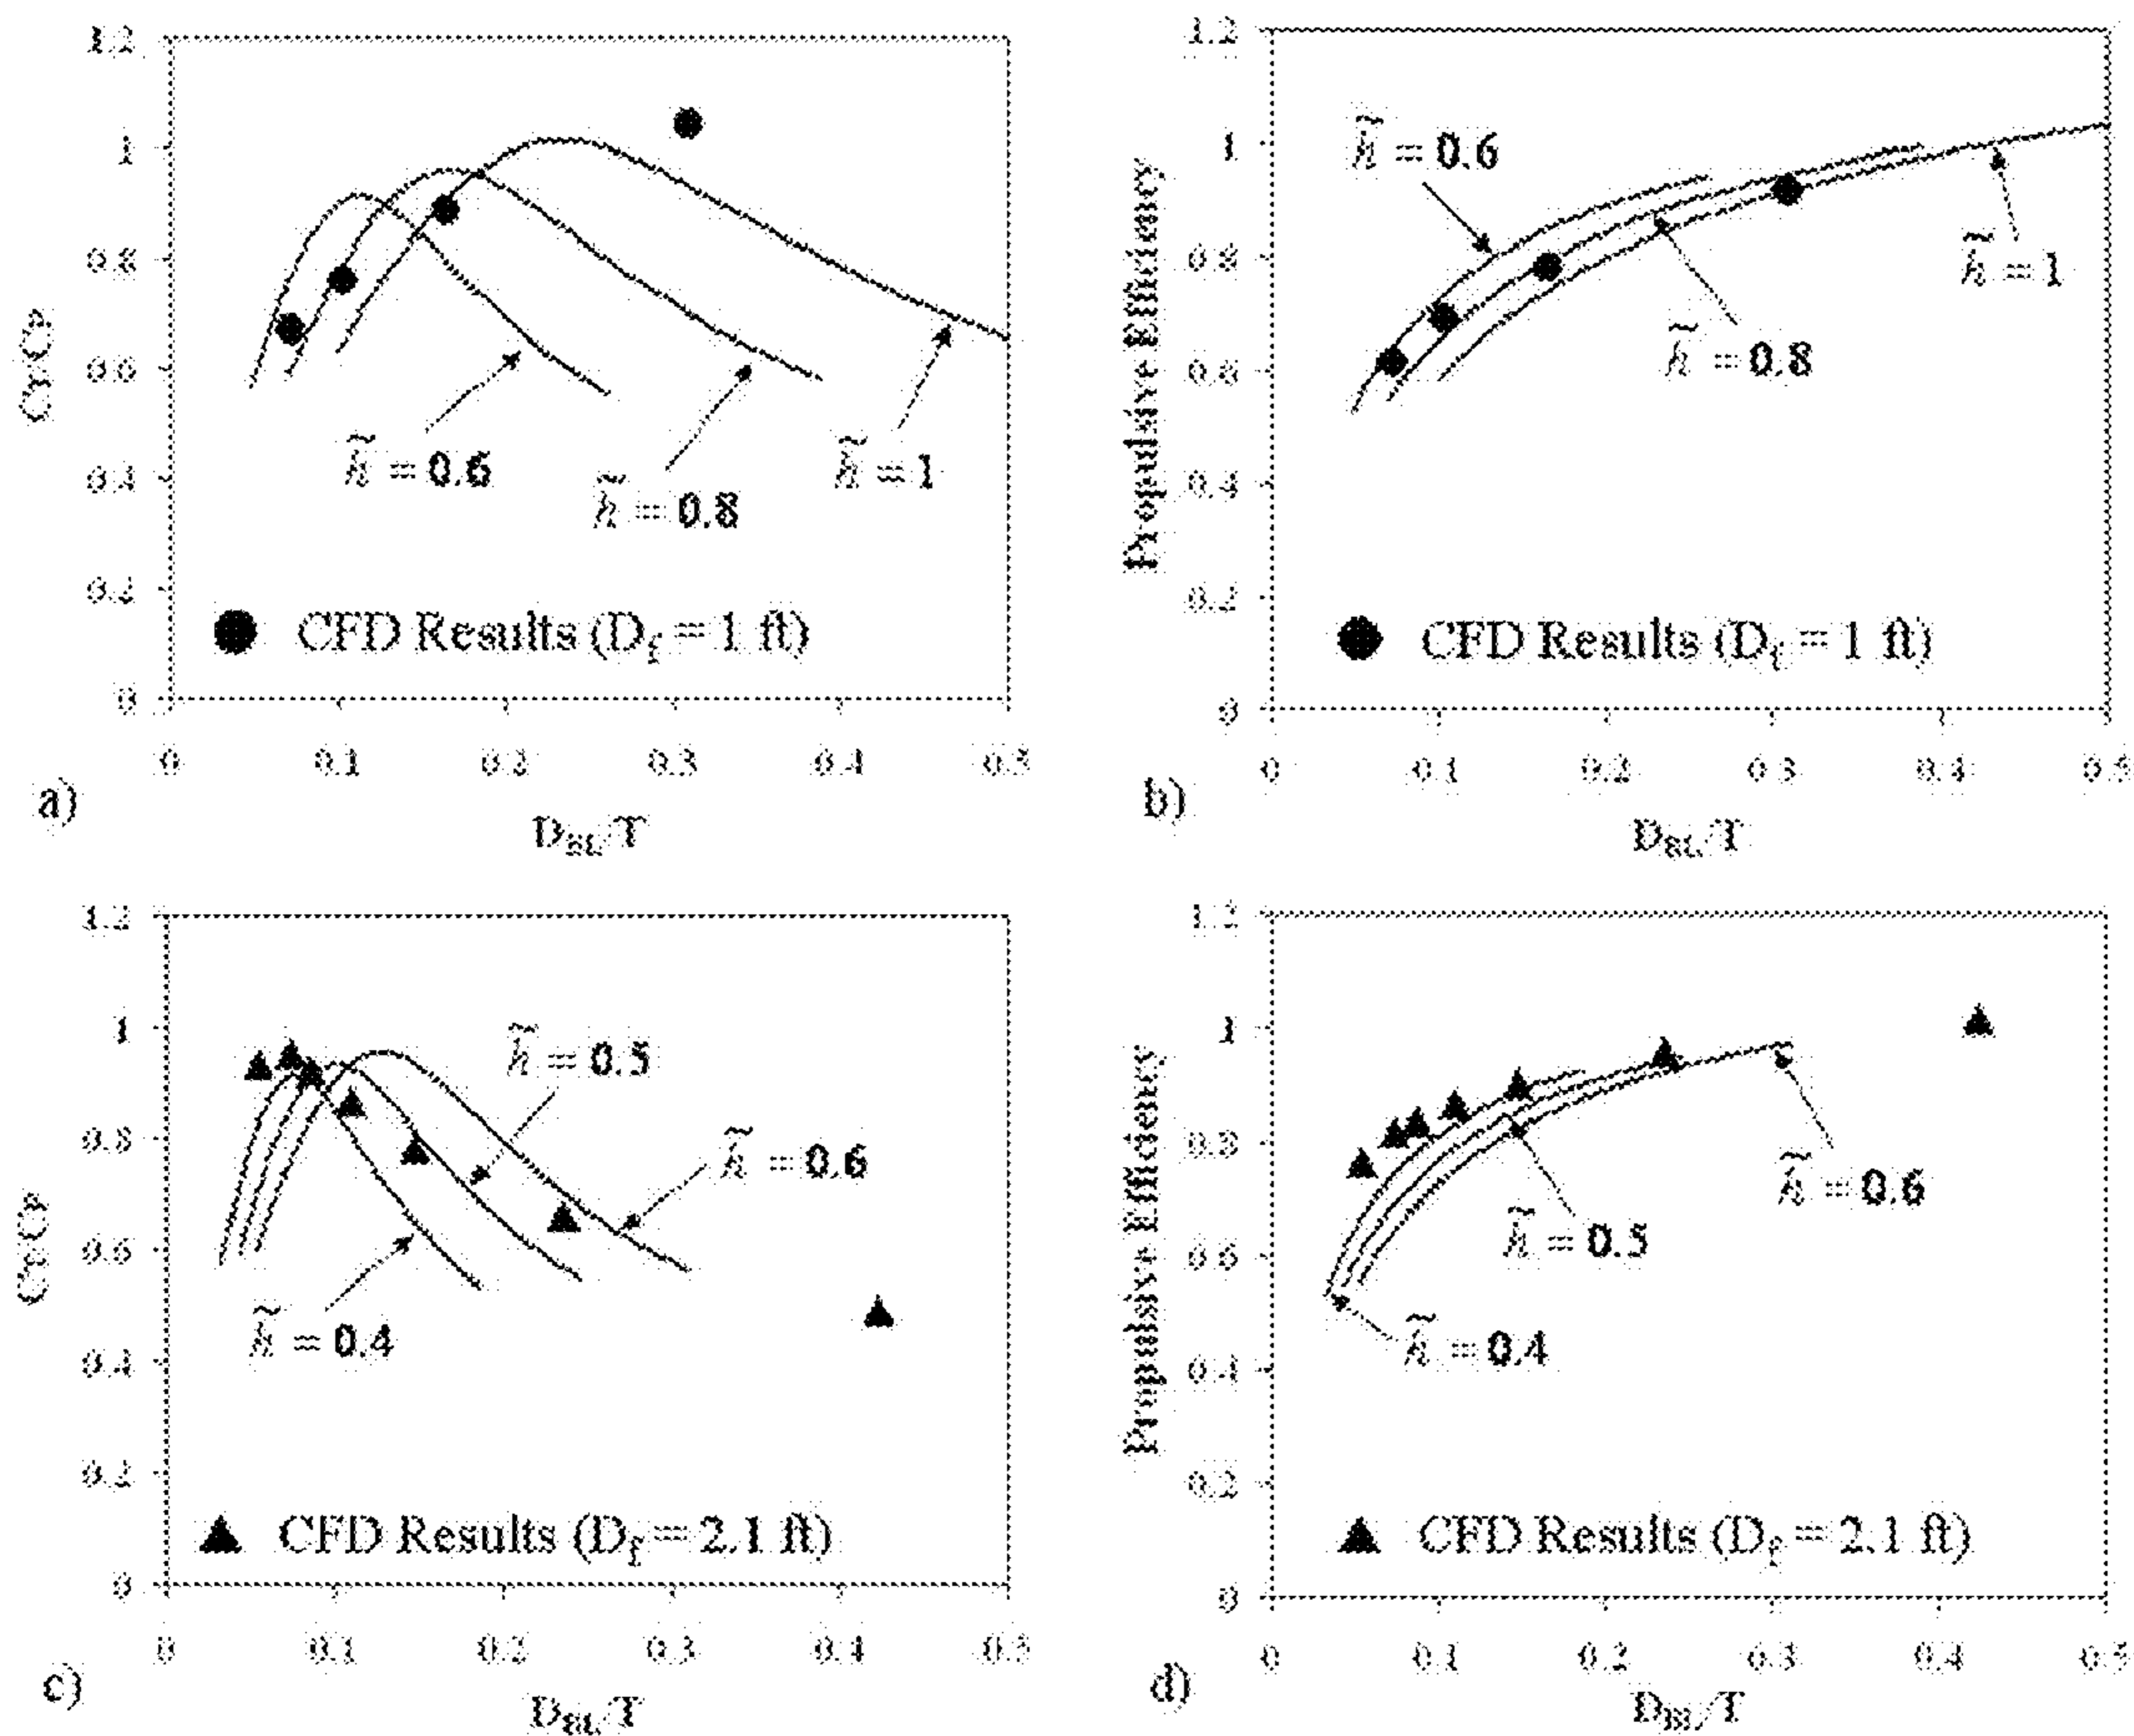 1.2
1
0.8
0.6
0.4
0.2
0
h̃ = 0.6
h̃ = 0.8
h̃ = 1
CFD Results (D_f = 1 ft)
0 0.1 0.2 0.3 0.4 0.5
a)
D_BL/T
Propulsive Efficiency
1.2
1
0.8
0.6
0.4
0.2
0
h̃ = 0.6
h̃ = 1
h̃ = 0.8
CFD Results (D_f = 1 ft)
0 0.1 0.2 0.3 0.4 0.5
b)
D_BL/T
1.2
1
0.8
0.6
0.4
0.2
0
h̃ = 0.5
h̃ = 0.6
h̃ = 0.4
CFD Results (D_f = 2.1 ft)
0 0.1 0.2 0.3 0.4 0.5
c)
D_BL/T
Propulsive Efficiency
1.2
1
0.8
0.6
0.4
0.2
0
h̃ = 0.6
h̃ = 0.5
h̃ = 0.4
CFD Results (D_f = 2.1 ft)
0 0.1 0.2 0.3 0.4 0.5
d)
D_BL/T